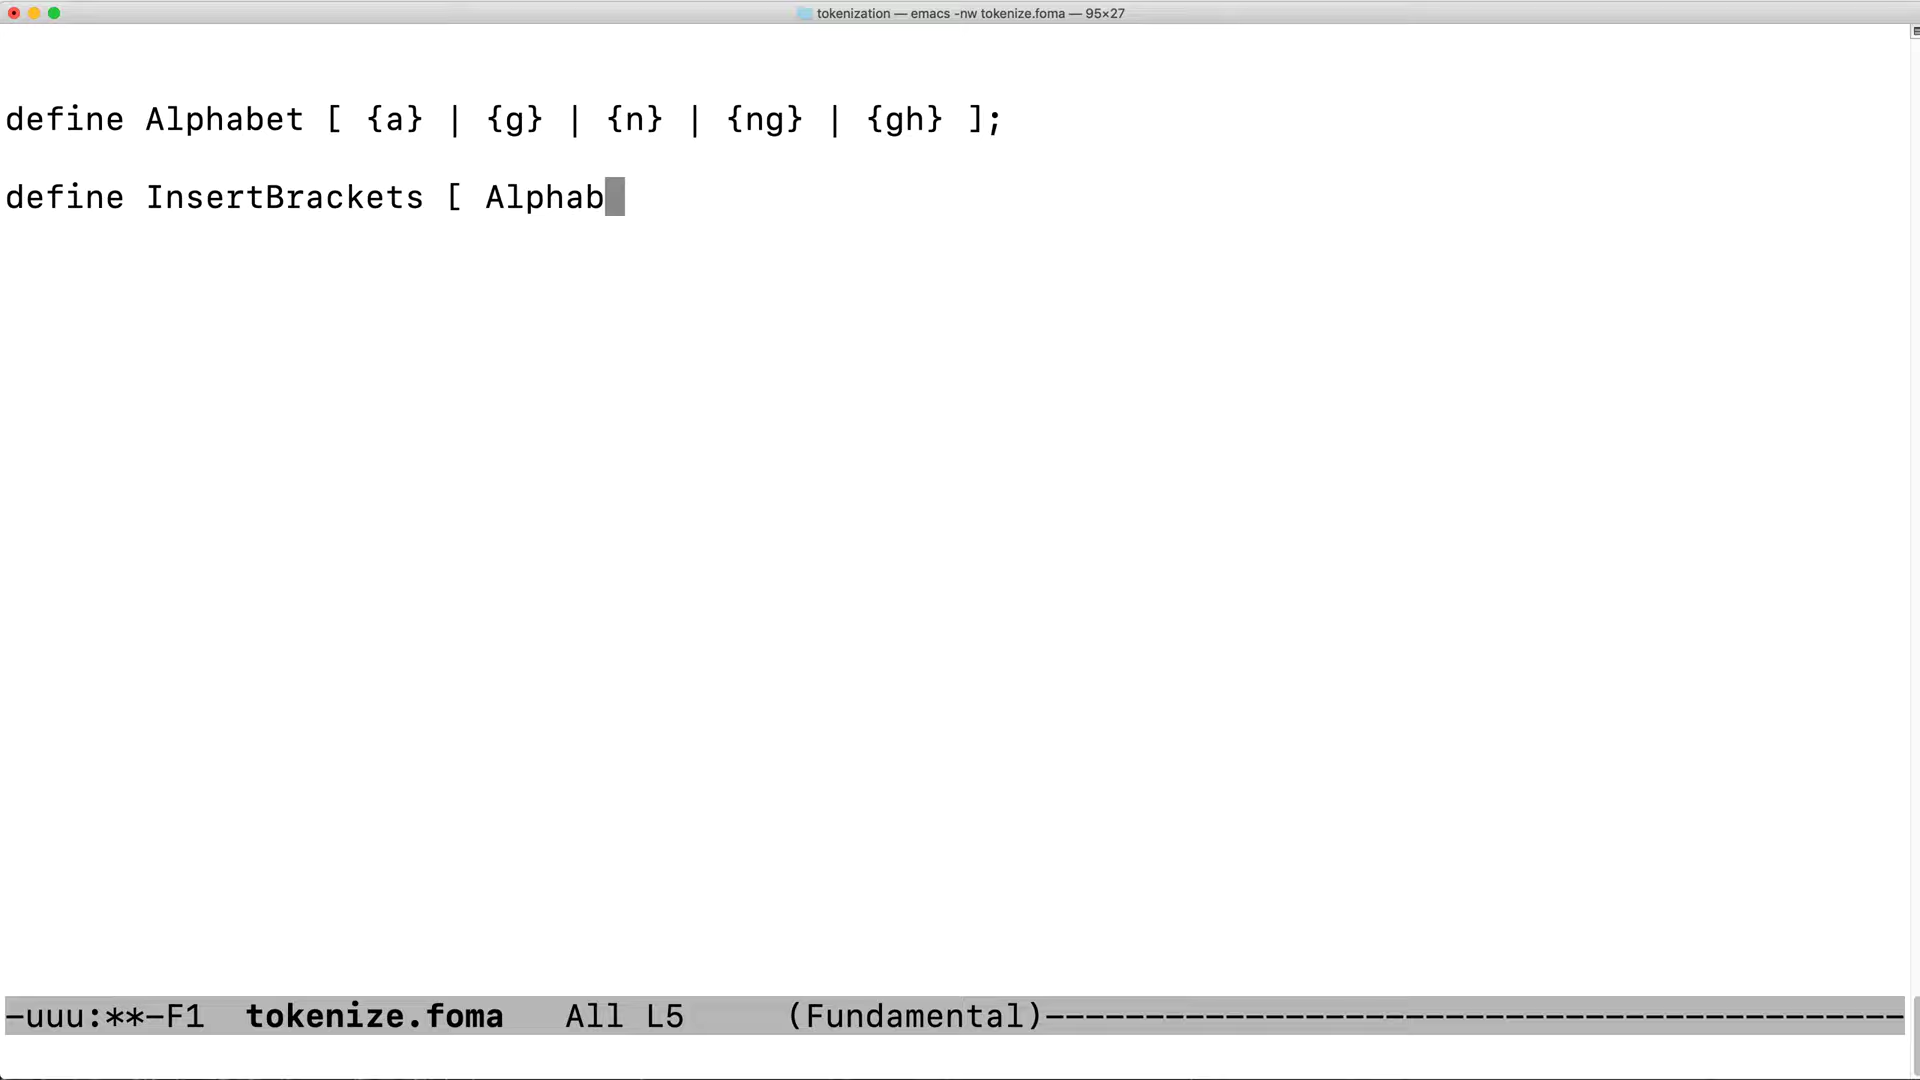 tokenization — emacs -nw tokenize.foma — 95×27
define Alphabet [ {a} | {g} | {n} | {ng} | {gh} ];
define InsertBrackets [ Alphab
-uuu:**-F1  tokenize.foma   All L5     (Fundamental)-------------------------------------------